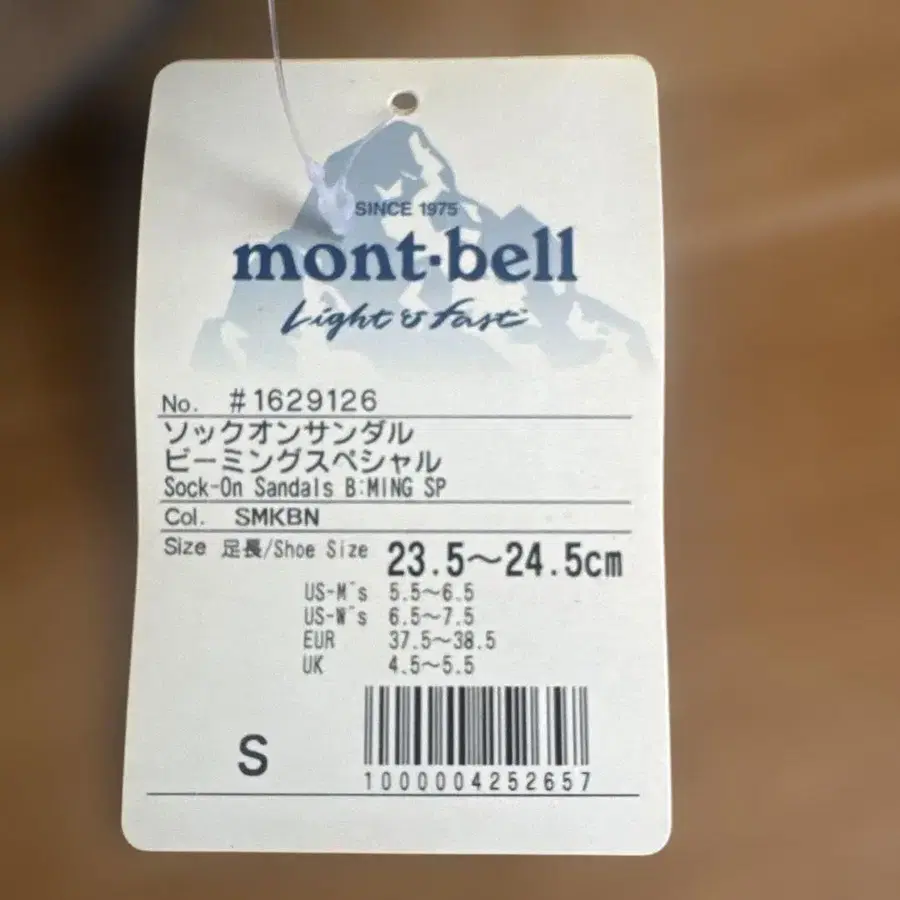 SINCE 1975
mont-bell
Light & Fast
No. #1629126
ソックオンサンダル
ビーミングスペシャル
Sock-On Sandals B:MING SP
Col. SMKBN
Size 足長/Shoe Size 23.5～24.5cm
US-M's 5.5～6.5
US-W's 6.5～7.5
EUR 37.5～38.5
UK 4.5～5.5
S
1000004252657